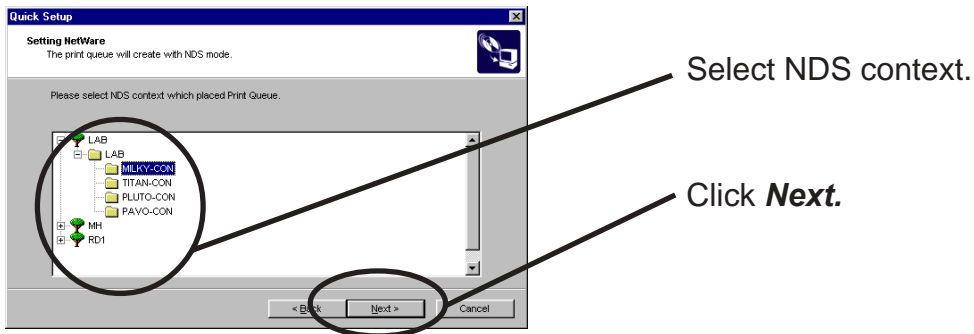 Quick Setup
Setting NetWare
The print queue will create with NDS mode.
Select NDS context.
Please select NDS context which placed Print Queue.
LAB
LAB
MILKY-CON
TITAN-CON
PLUTO-CON
PAVO-CON
MH
RD1
Click Next.
< Back Next > Cancel